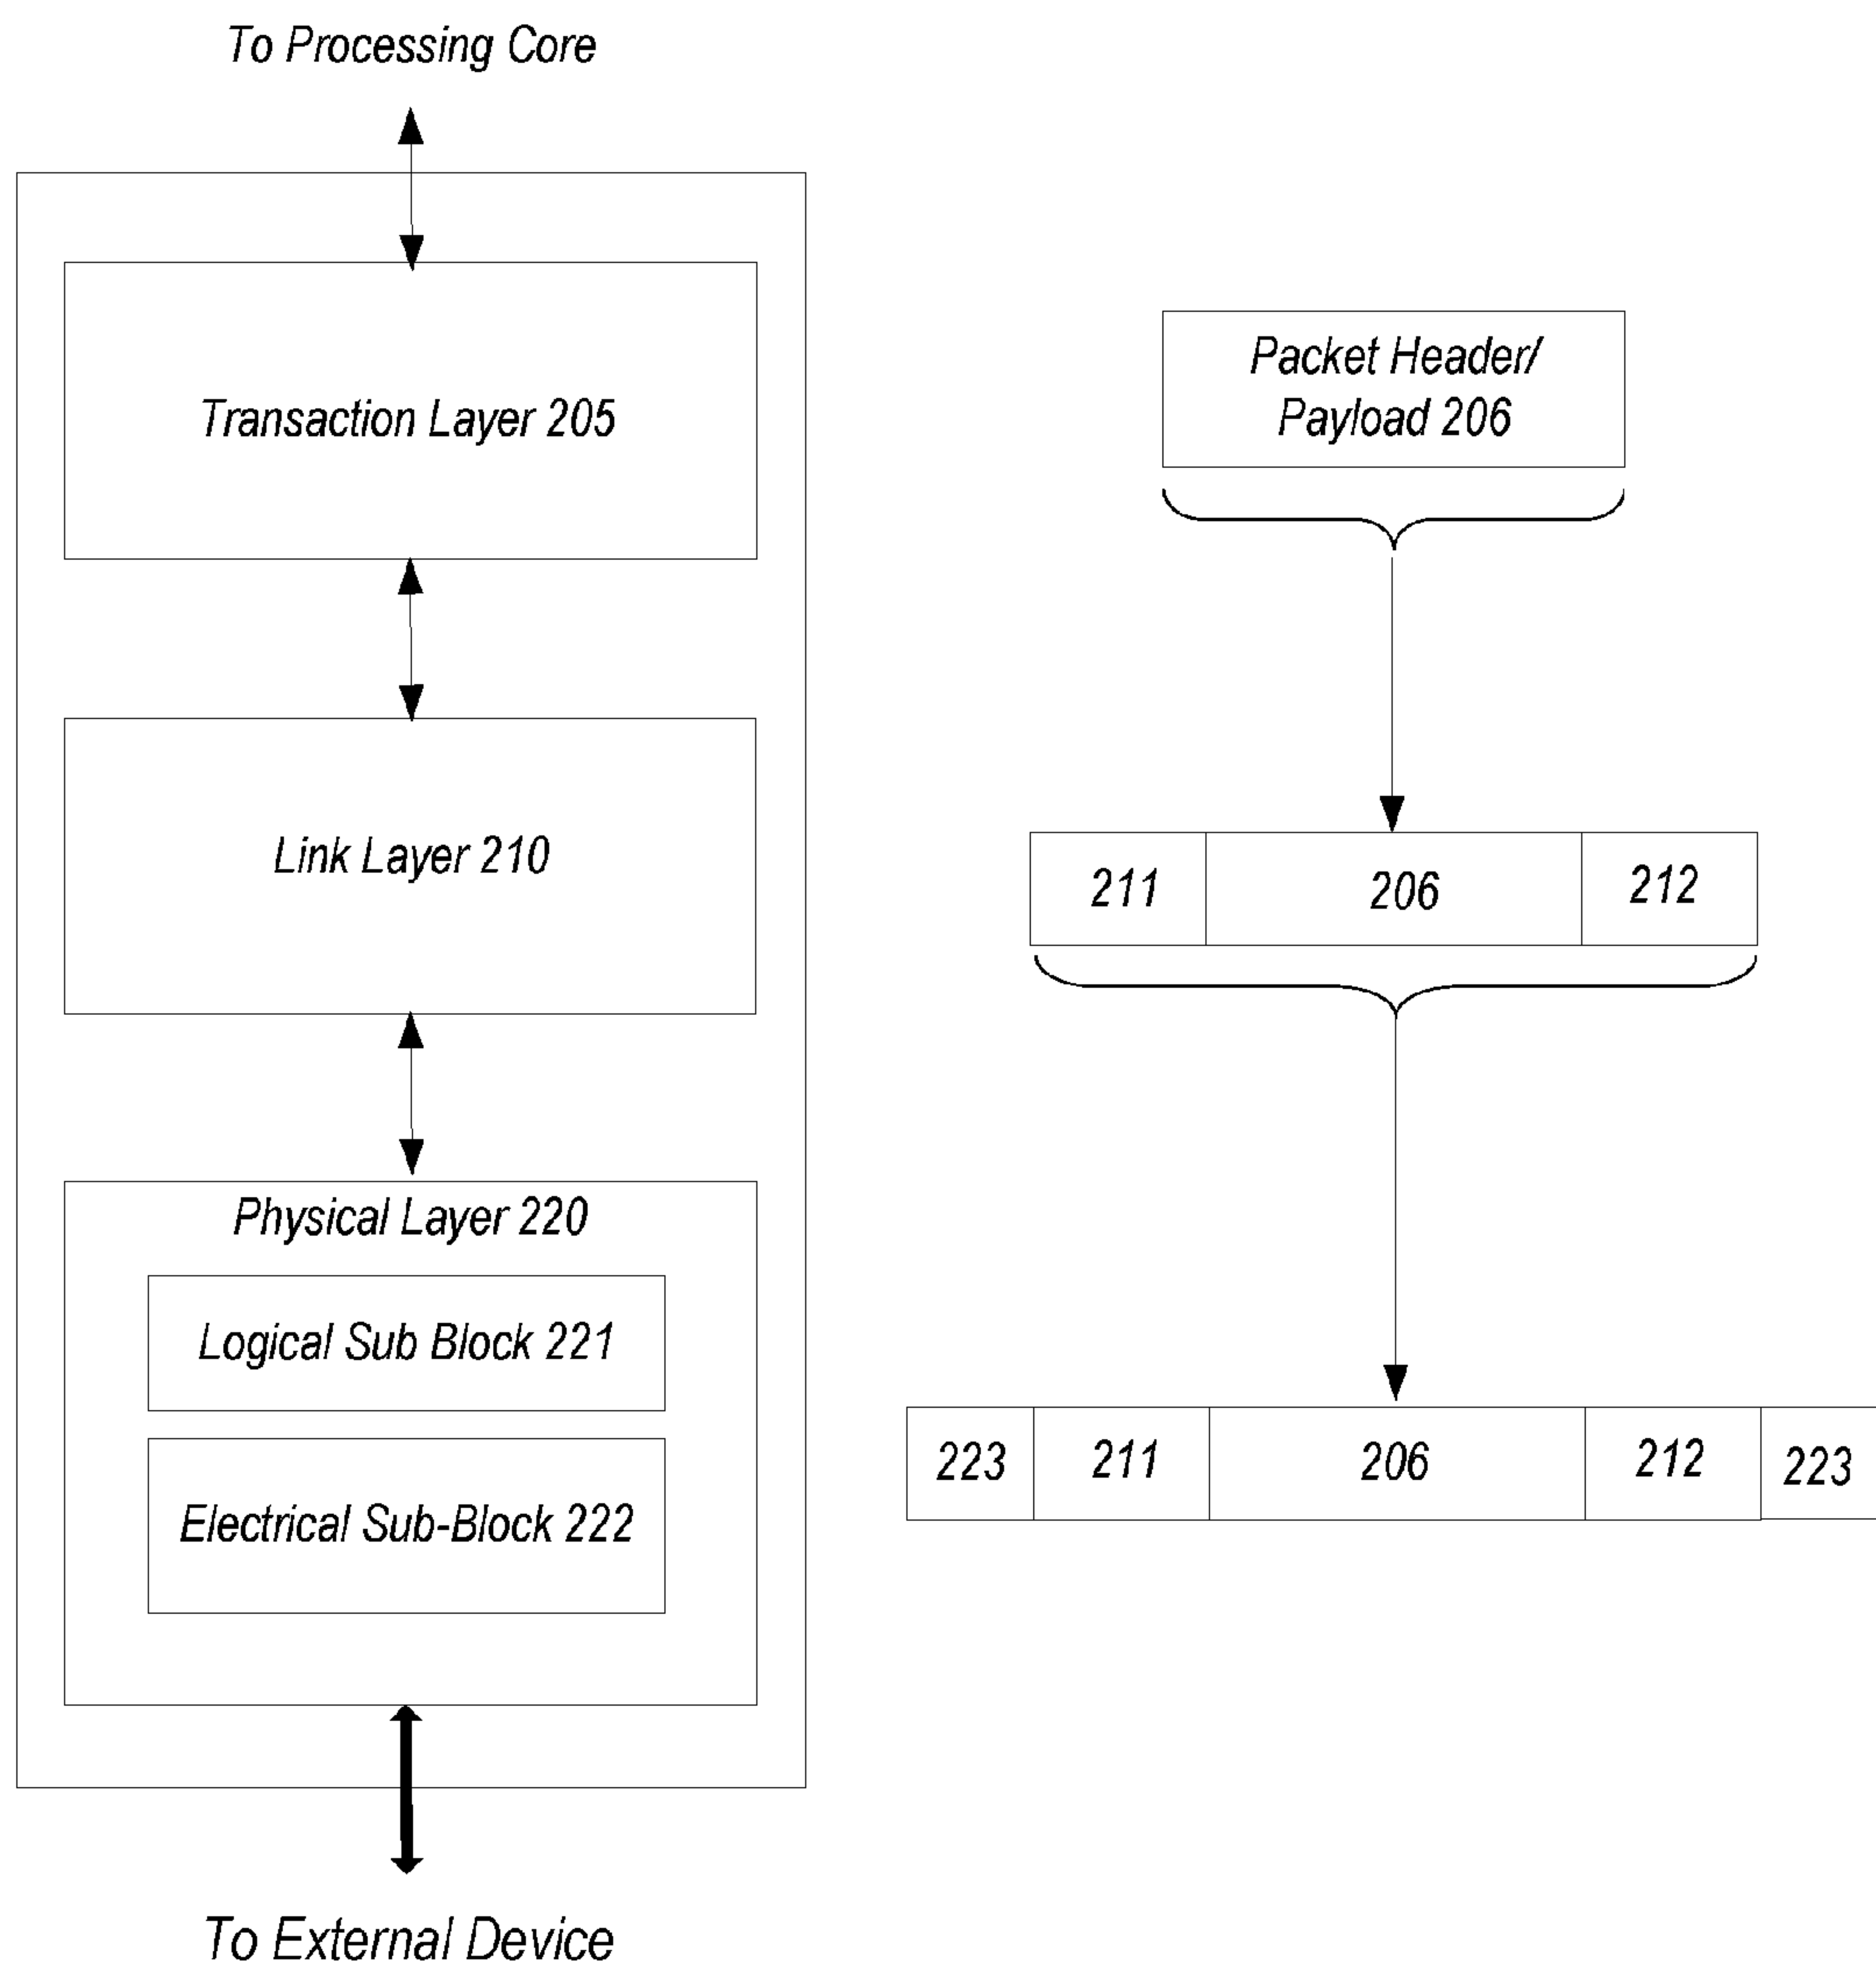 To Processing Core
Transaction Layer 205
Link Layer 210
Physical Layer 220
Logical Sub Block 221
Electrical Sub-Block 222
To External Device
Packet Header/
Payload 206
211 206 212
223 211 206 212 223